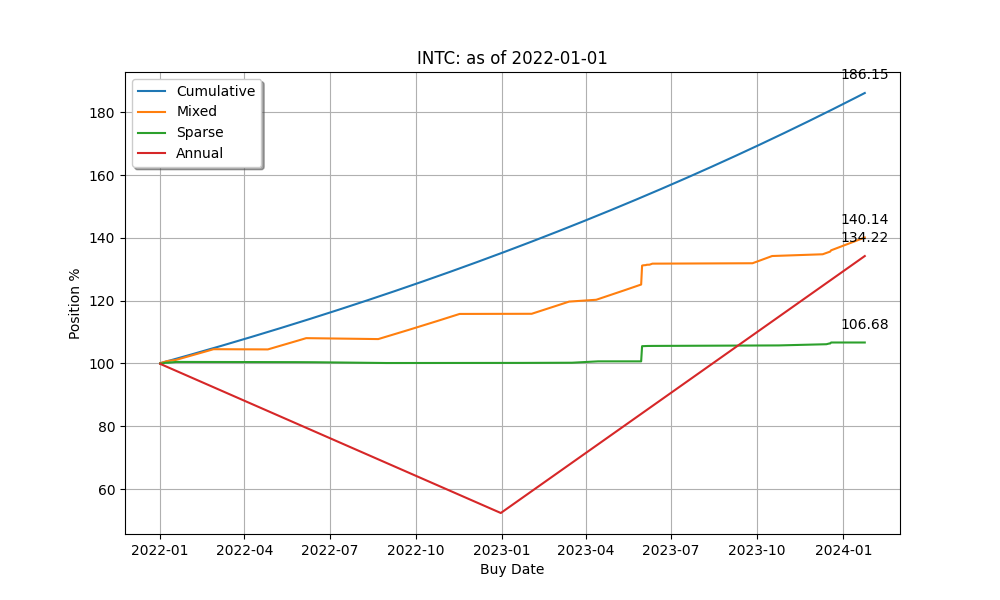 INTC: as of 2022-01-01
186.15
Cumulative
Mixed
Sparse
Annual
180
160
140.14
140
134.22
120
106.68
100
80
60
Position %
2022-01 2022-04 2022-07 2022-10 2023-01 2023-04 2023-07 2023-10 2024-01
Buy Date